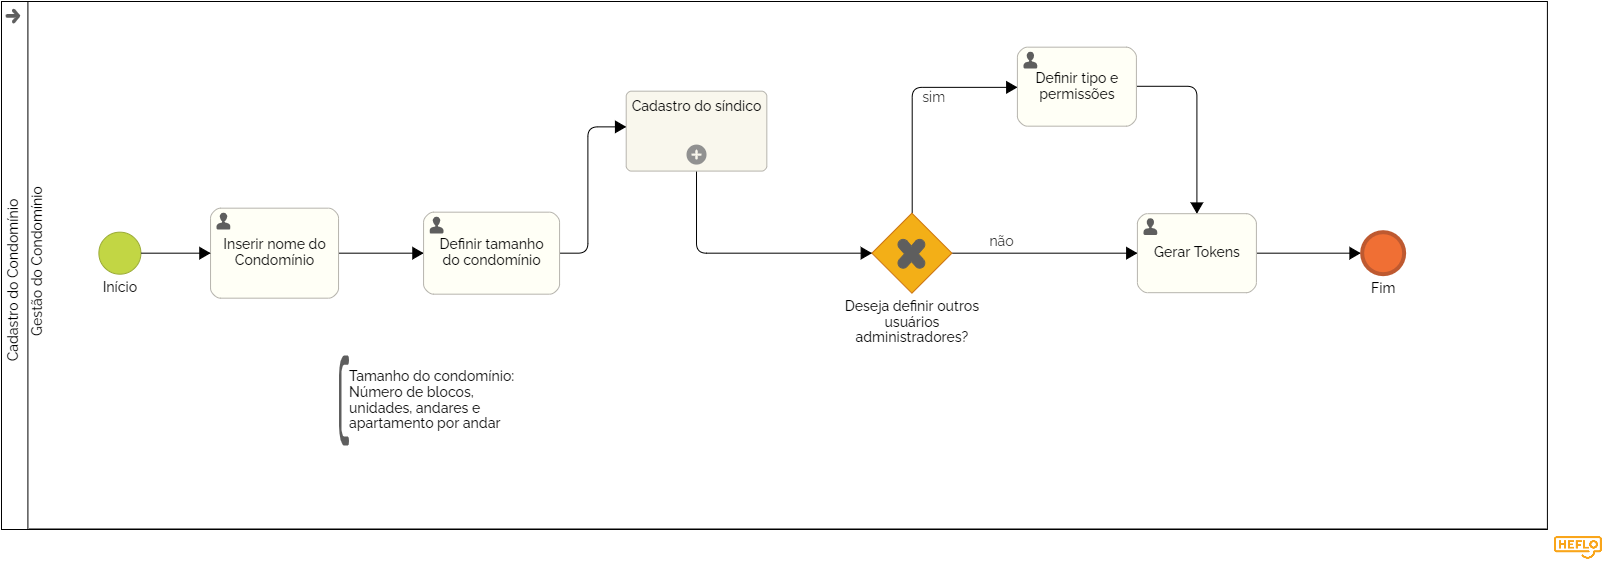 Cadastro do Condomínio
Gestão do Condomínio
Início
Inserir nome do
Condomínio
Definir tamanho
do condomínio
Tamanho do condomínio:
Número de blocos,
unidades, andares e
apartamento por andar
Cadastro do síndico
Deseja definir outros
usuários
administradores?
sim
Definir tipo e
permissões
não
Gerar Tokens
Fim
HEFLO